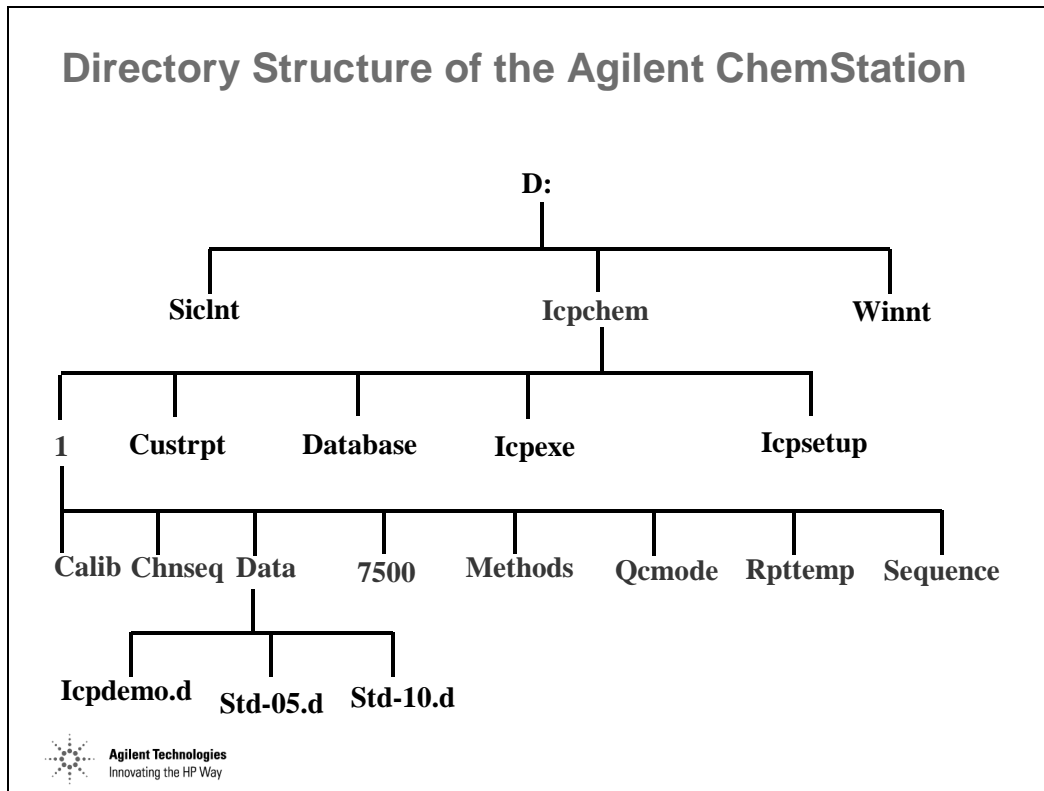 Directory Structure of the Agilent ChemStation
D:
Siclnt Icpchem Winnt
1 Custrpt Database Icpexe Icpsetup
Calib Chnseq Data 7500 Methods Qcmode Rpttemp Sequence
Icpdemo.d Std-05.d Std-10.d
Agilent Technologies
Innovating the HP Way